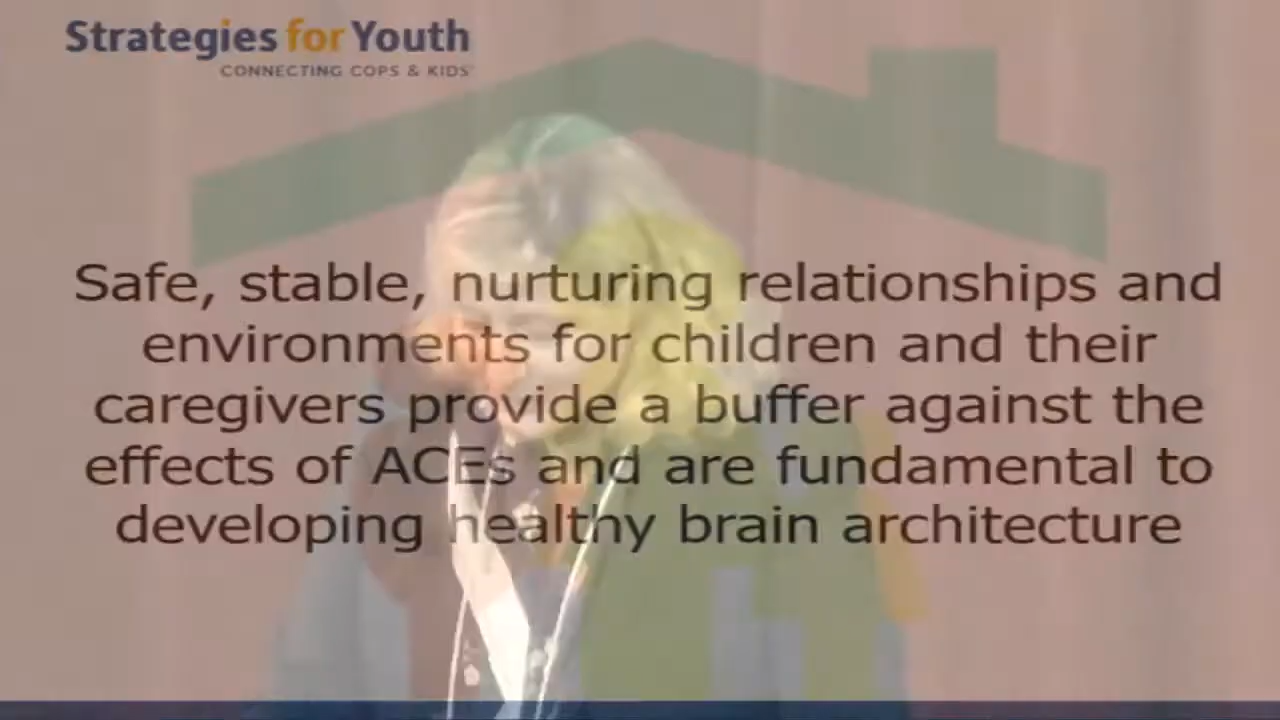 Strategies for Youth
CONNECTING COPS & KIDS
Safe, stable, nurturing relationships and
environments for children and their
caregivers provide a buffer against the
effects of ACEs and are fundamental to
developing healthy brain architecture